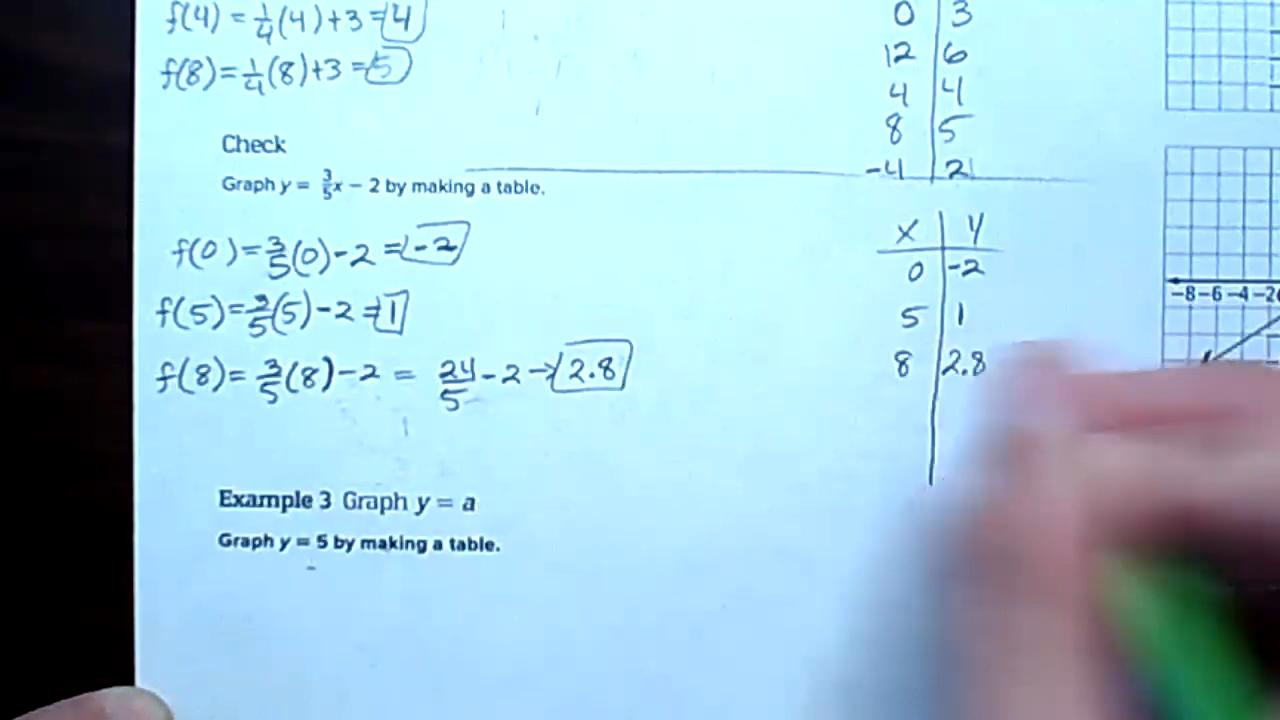 f(4) = 1/4(4)+3 = 4
f(8) = 1/4(8)+3 = 5
0 | 3
12 | 6
4 | 4
8 | 5
-4 | 2
Check
Graph y = 3/5x − 2 by making a table.
f(0) = 3/5(0)-2 = -2
f(5) = 3/5(5)-2 = 1
f(8) = 3/5(8)-2 = 24/5-2 → 2.8
x | y
0 | -2
5 | 1
8 | 2.8
−8 −6 −4 −2
Example 3 Graph y = a
Graph y = 5 by making a table.